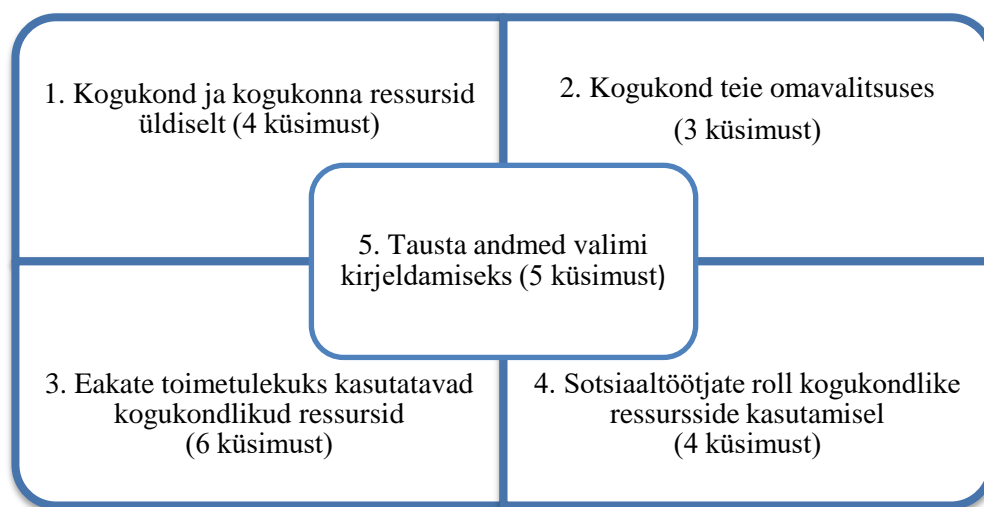 1. Kogukond ja kogukonna ressursid
üldiselt (4 küsimust)
2. Kogukond teie omavalitsuses
(3 küsimust)
5. Tausta andmed valimi
kirjeldamiseks (5 küsimust)
3. Eakate toimetulekuks kasutatavad
kogukondlikud ressursid
(6 küsimust)
4. Sotsiaaltöötjate roll kogukondlike
ressursside kasutamisel
(4 küsimust)